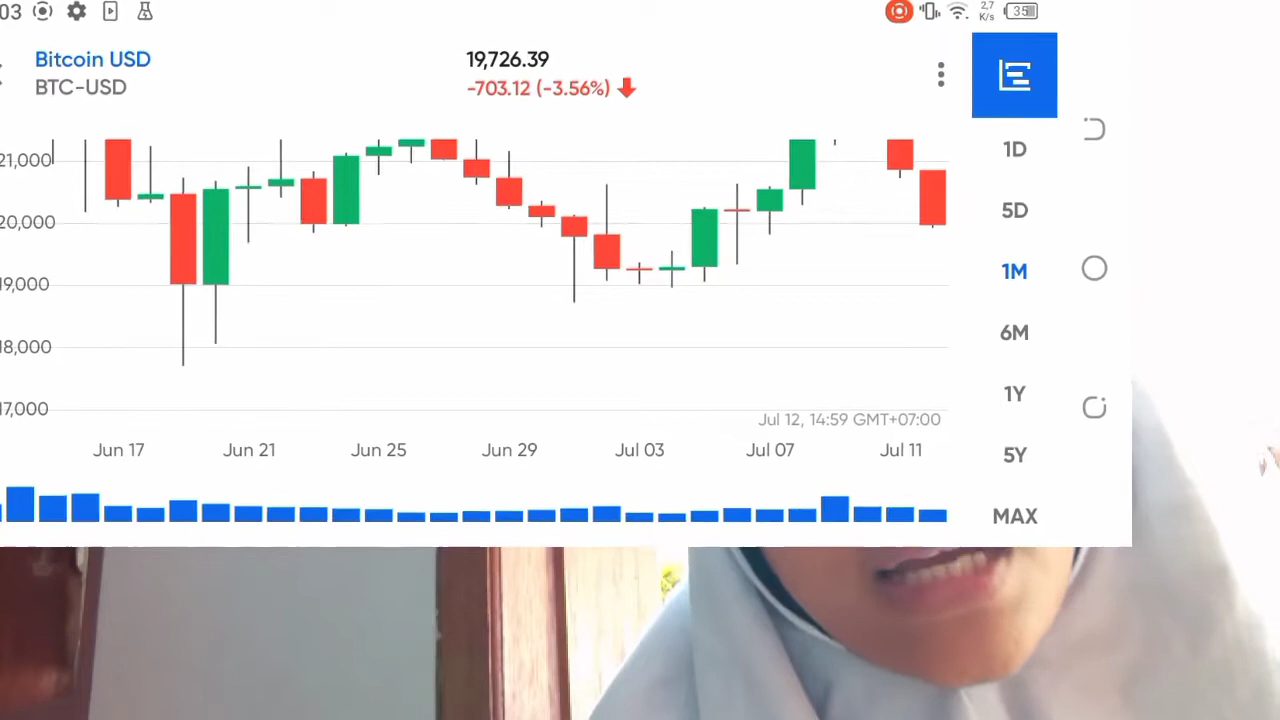 03
2,7
K/s
35
Bitcoin USD
19,726.39
BTC-USD
-703.12 (-3.56%)
1D
21,000
5D
20,000
1M
19,000
6M
18,000
1Y
17,000
Jul 12, 14:59 GMT+07:00
Jun 17 Jun 21 Jun 25 Jun 29 Jul 03 Jul 07 Jul 11
5Y
MAX